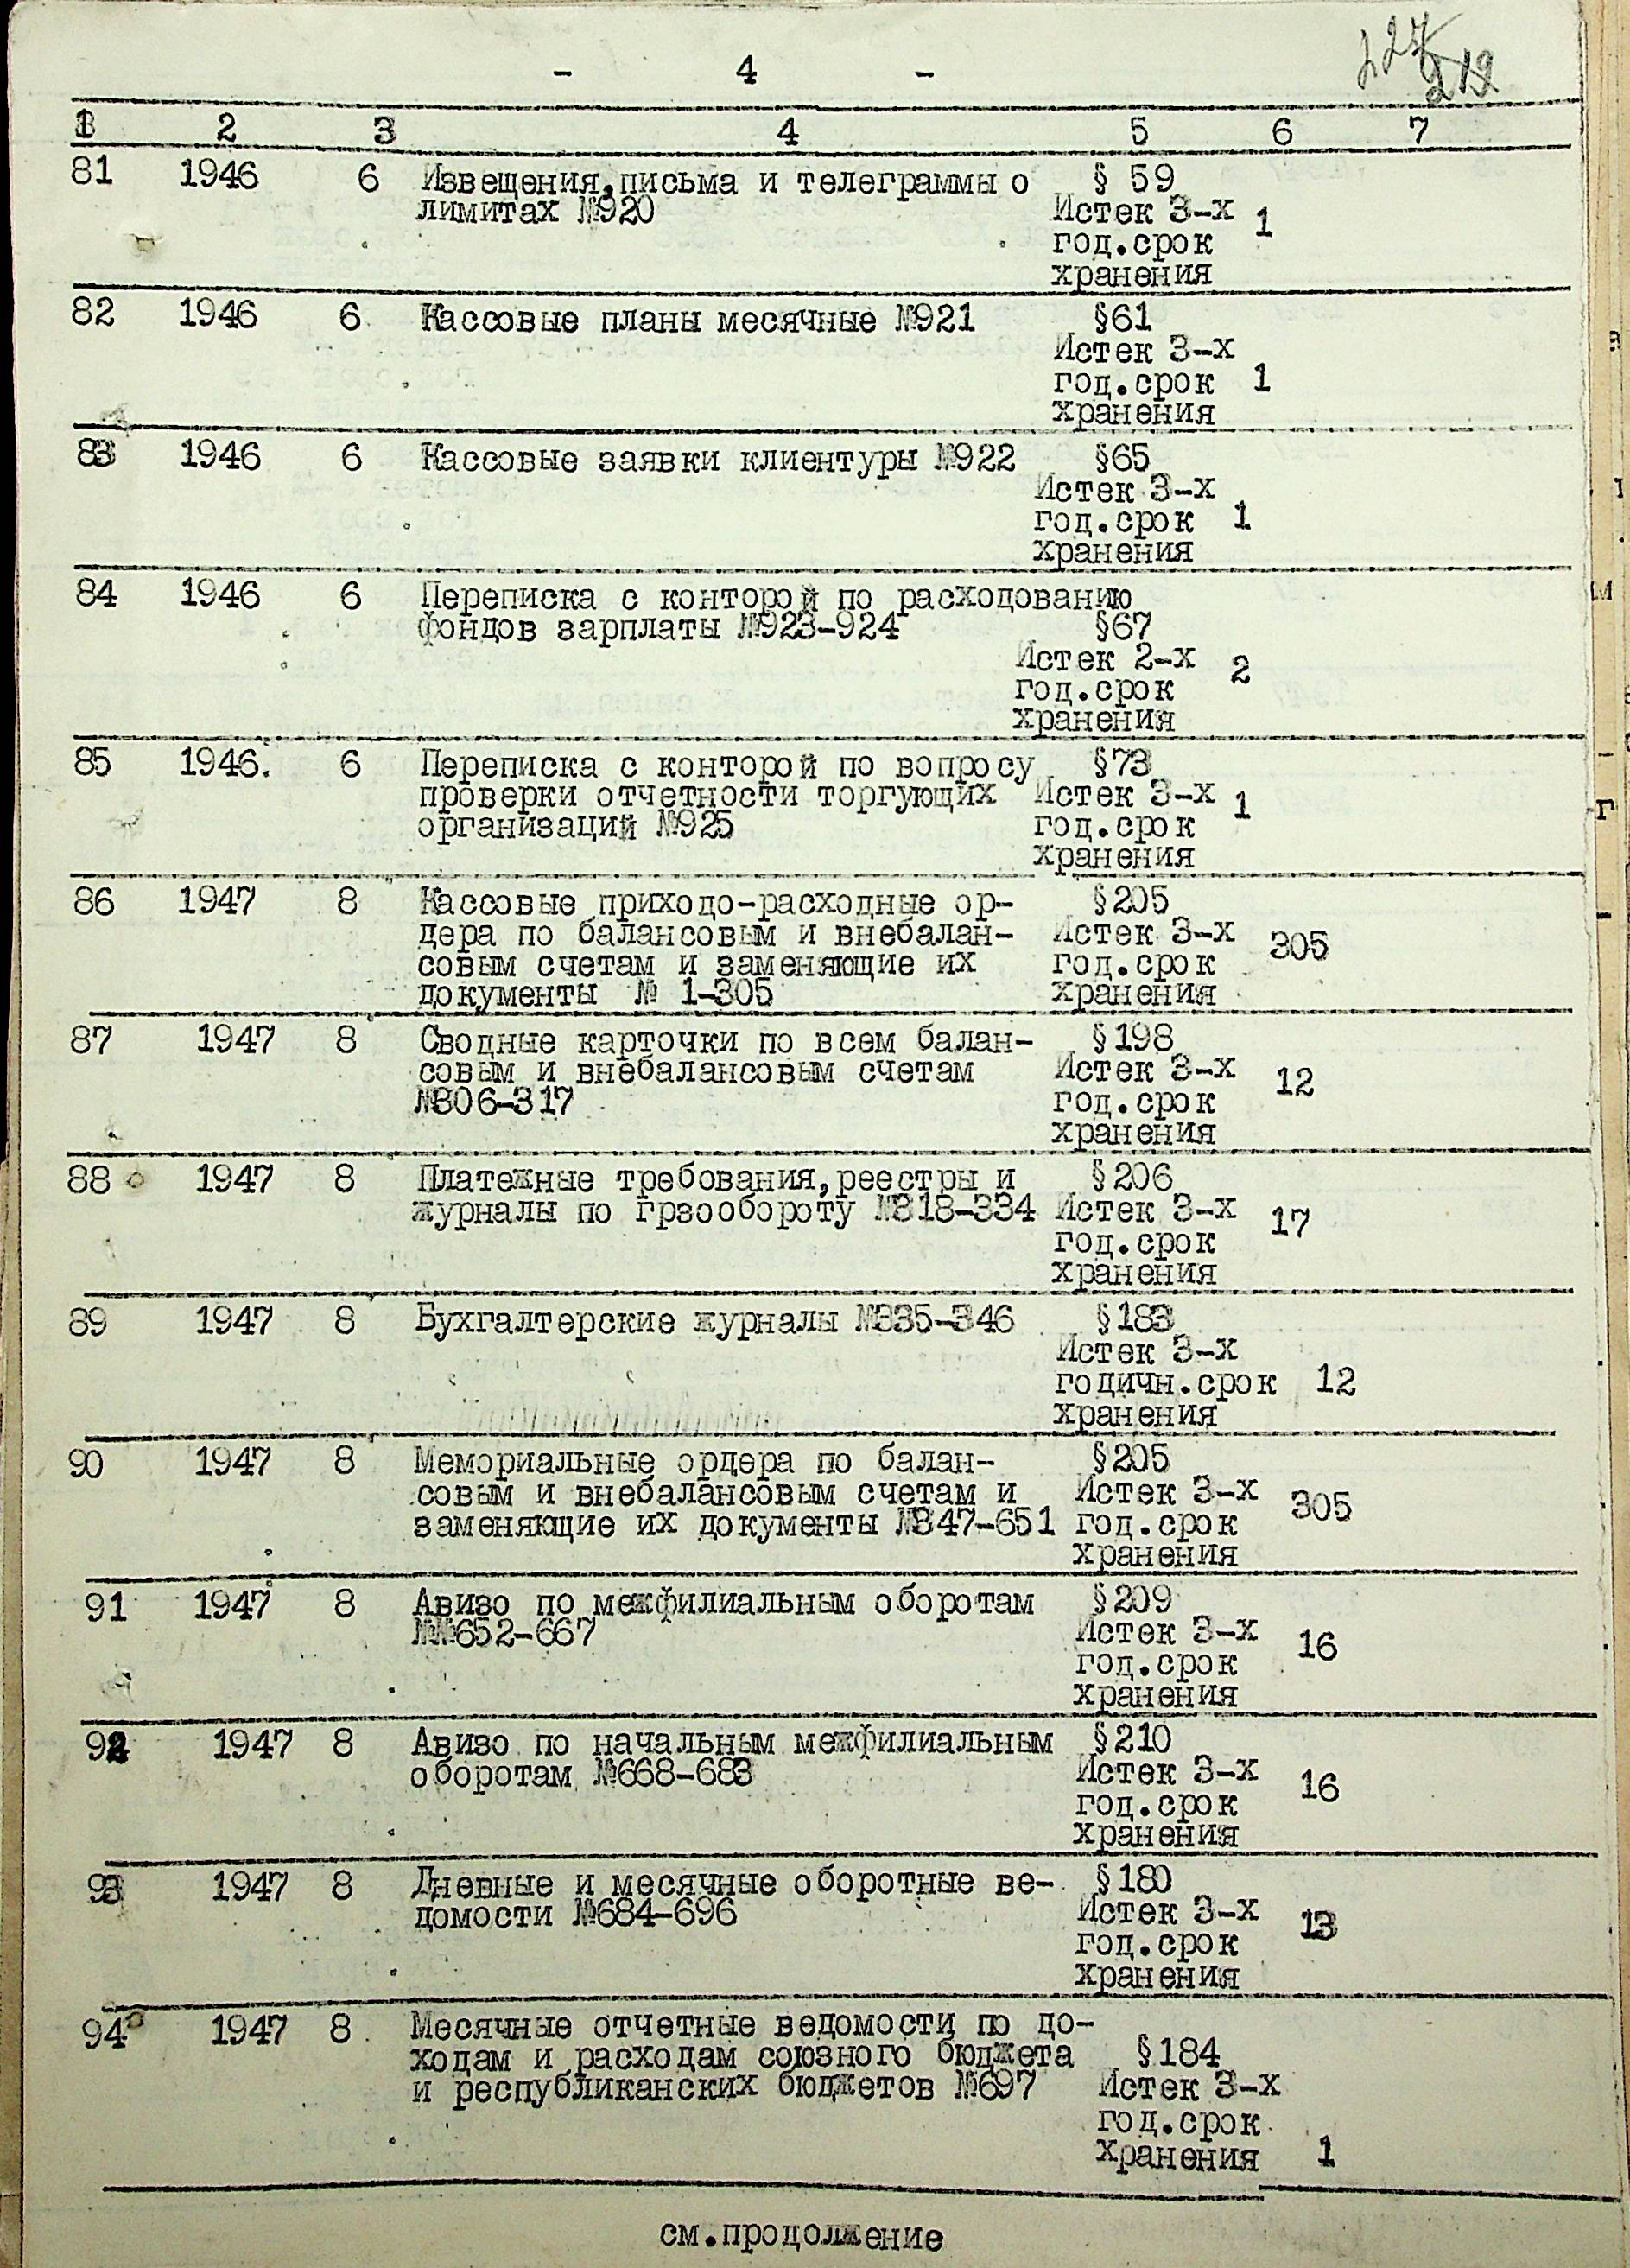 227
212
- 4 -
1 2 3 4 5 6 7
81 1946 6 Извещения,письма и телеграммы о § 59
лимитах №920 Истек 3-х 1
год.срок
хранения
82 1946 6 Кассовые планы месячные №921 §61
Истек 3-х
год.срок 1
хранения
83 1946 6 Кассовые заявки клиентуры №922 §65
Истек 3-х
год.срок 1
хранения
84 1946 6 Переписка с конторой по расходованию
фондов зарплаты №923-924 §67
Истек 2-х 2
год.срок
хранения
85 1946. 6 Переписка с конторой по вопросу §73
проверки отчетности торгующих Истек 3-х 1
организаций №925 год.срок
хранения
86 1947 8 Кассовые приходо-расходные ор- §205
дера по балансовым и внебалан- Истек 3-х 305
совым счетам и заменяющие их год.срок
документы № 1-305 хранения
87 1947 8 Сводные карточки по всем балан- §198
совым и внебалансовым счетам Истек 3-х 12
№306-317 год.срок
хранения
88 1947 8 Платежные требования,реестры и §206
журналы по грзообороту №318-334 Истек 3-х 17
год.срок
хранения
89 1947 8 Бухгалтерские журналы №335-346 §183
Истек 3-х
годичн.срок 12
хранения
90 1947 8 Мемориальные ордера по балан- §205
совым и внебалансовым счетам и Истек 3-х 305
заменяющие их документы №347-651 год.срок
хранения
91 1947 8 Авизо по межфилиальным оборотам §209
№№652-667 Истек 3-х 16
год.срок
хранения
92 1947 8 Авизо по начальным межфилиальным §210
оборотам №668-683 Истек 3-х 16
год.срок
хранения
93 1947 8 Дневные и месячные оборотные ве- §180
домости №684-696 Истек 3-х 13
год.срок
хранения
94 1947 8 Месячные отчетные ведомости по до-
ходам и расходам союзного бюджета §184
и республиканских бюджетов №697 Истек 3-х
год.срок
хранения 1
см.продолжение